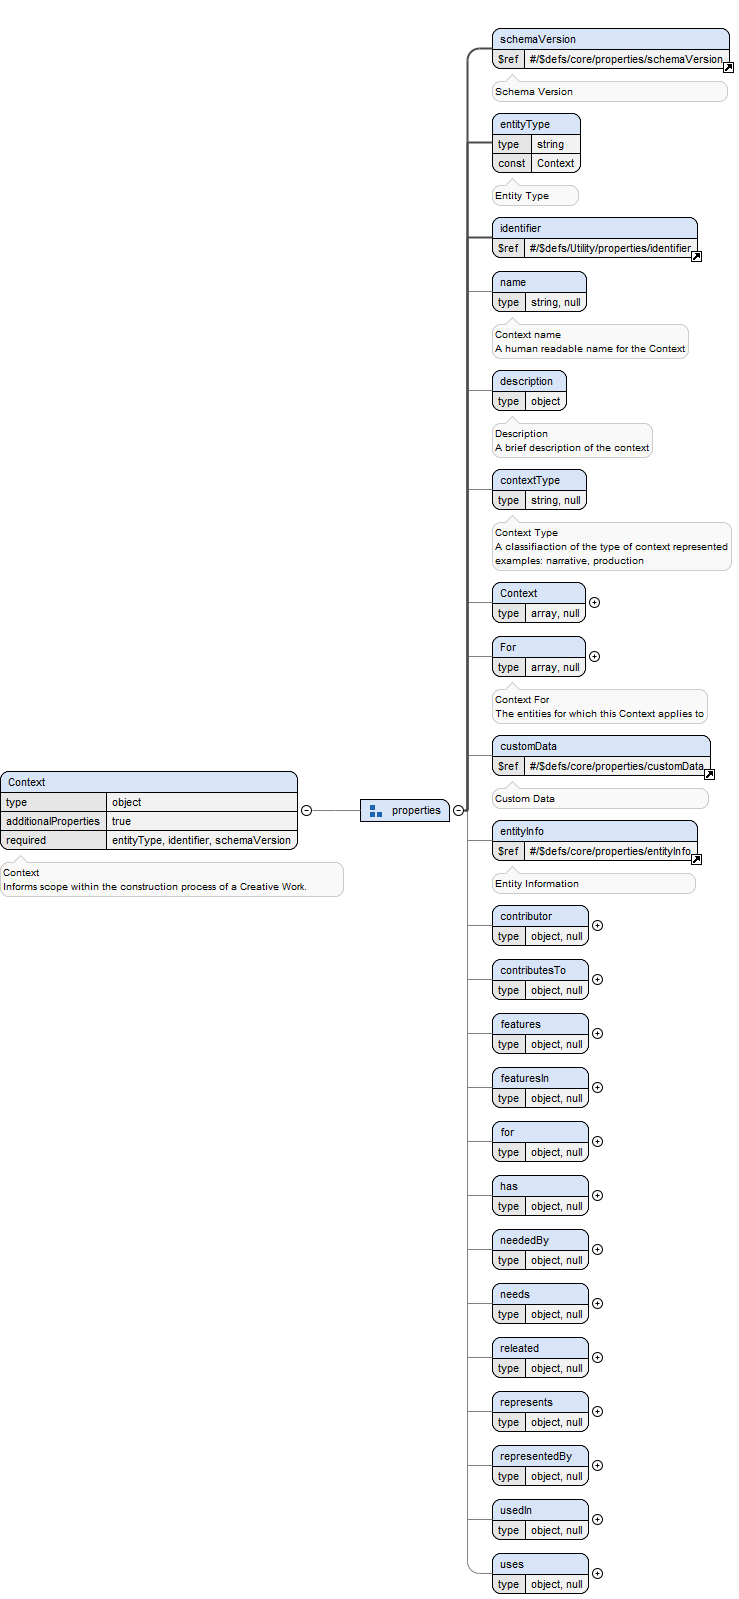 schemaVersion
$ref #/$defs/core/properties/schemaVersion
Schema Version
entityType
type string
const Context
Entity Type
identifier
$ref #/$defs/Utility/properties/identifier
name
type string, null
Context name
A human readable name for the Context
description
type object
Description
A brief description of the context
contextType
type string, null
Context Type
A classifiaction of the type of context represented
examples: narrative, production
Context
type array, null
For
type array, null
Context For
The entities for which this Context applies to
customData
$ref #/$defs/core/properties/customData
Custom Data
Context
type object
additionalProperties true
required entityType, identifier, schemaVersion
Context
Informs scope within the construction process of a Creative Work.
properties
entityInfo
$ref #/$defs/core/properties/entityInfo
Entity Information
contributor
type object, null
contributesTo
type object, null
features
type object, null
featuresIn
type object, null
for
type object, null
has
type object, null
neededBy
type object, null
needs
type object, null
releated
type object, null
represents
type object, null
representedBy
type object, null
usedIn
type object, null
uses
type object, null